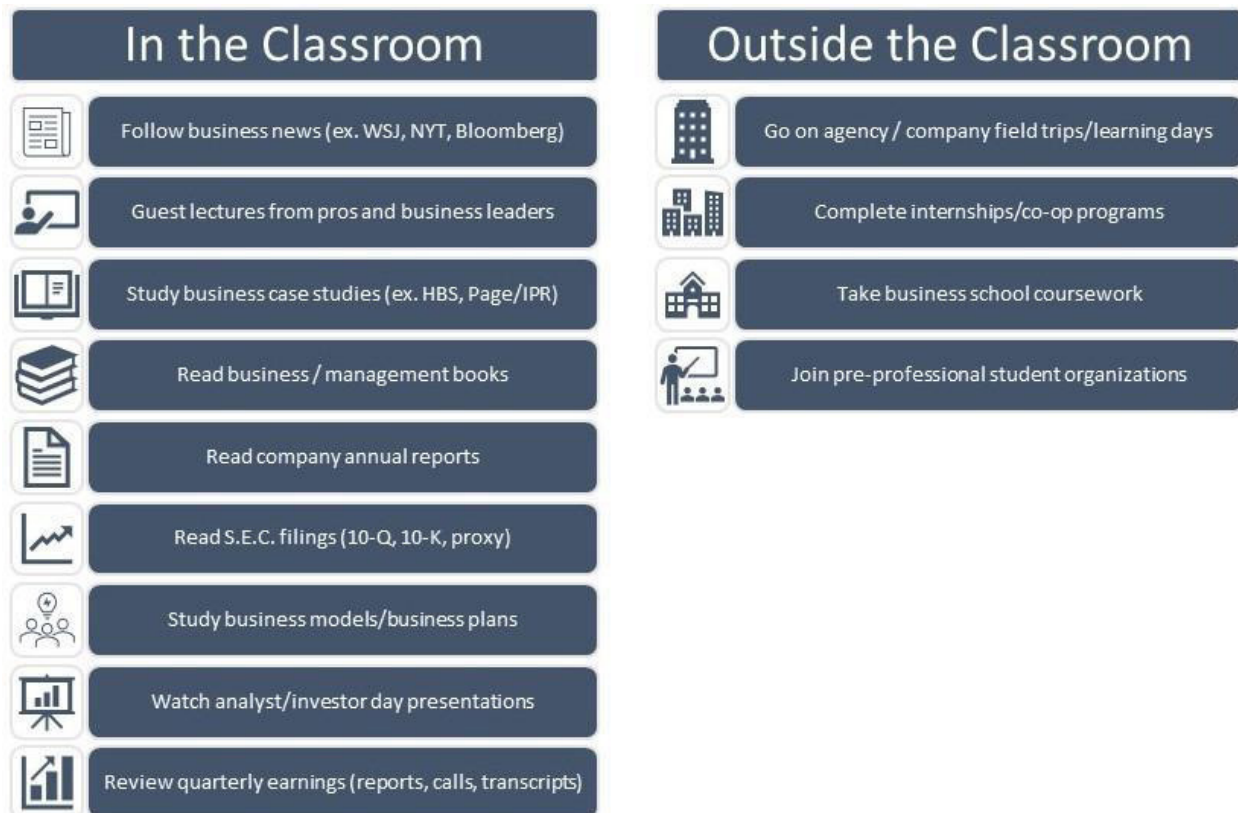 In the Classroom
Follow business news (ex. WSJ, NYT, Bloomberg)
Guest lectures from pros and business leaders
Study business case studies (ex. HBS, Page/IPR)
Read business / management books
Read company annual reports
Read S.E.C. filings (10-Q, 10-K, proxy)
Study business models/business plans
Watch analyst/investor day presentations
Review quarterly earnings (reports, calls, transcripts)
Outside the Classroom
Go on agency / company field trips/learning days
Complete internships/co-op programs
Take business school coursework
Join pre-professional student organizations